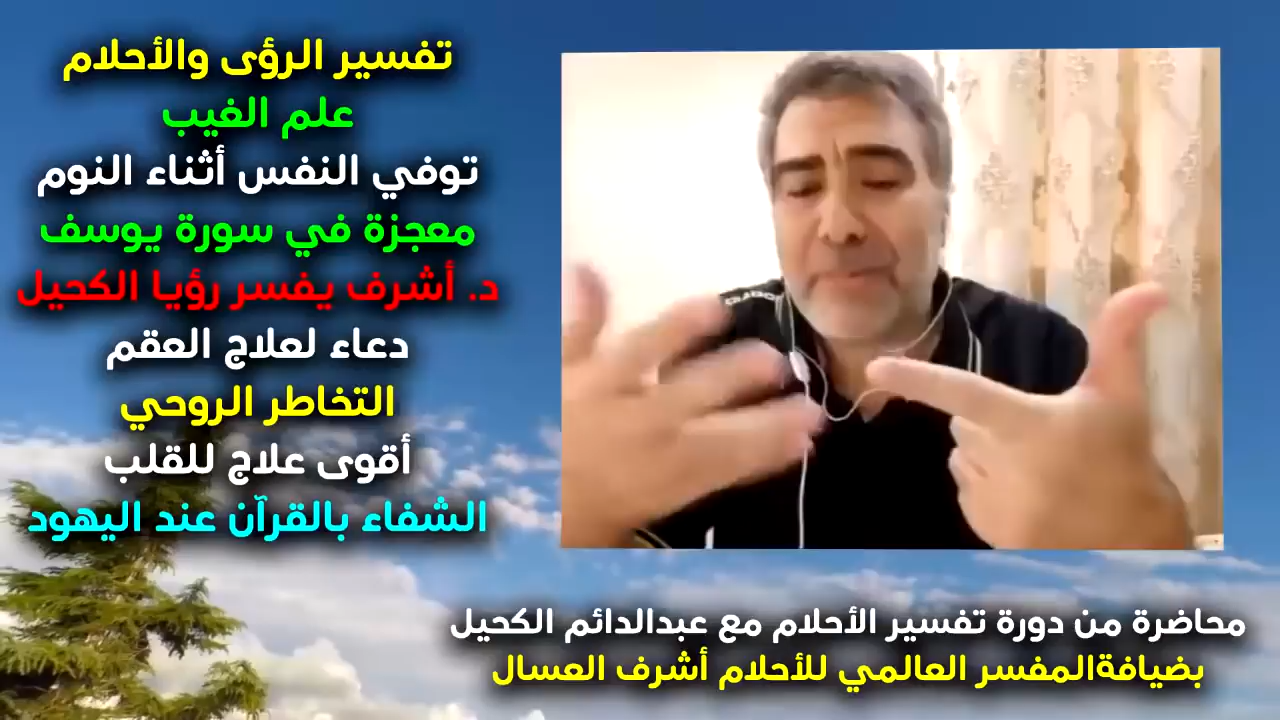 تفسير الرؤى والأحلام
علم الغيب
توفي النفس أثناء النوم
معجزة في سورة يوسف
د. أشرف يفسر رؤيا الكحيل
دعاء لعلاج العقم
التخاطر الروحي
أقوى علاج للقلب
الشفاء بالقرآن عند اليهود
محاضرة من دورة تفسير الأحلام مع عبدالدائم الكحيل
بضيافةالمفسر العالمي للأحلام أشرف العسال